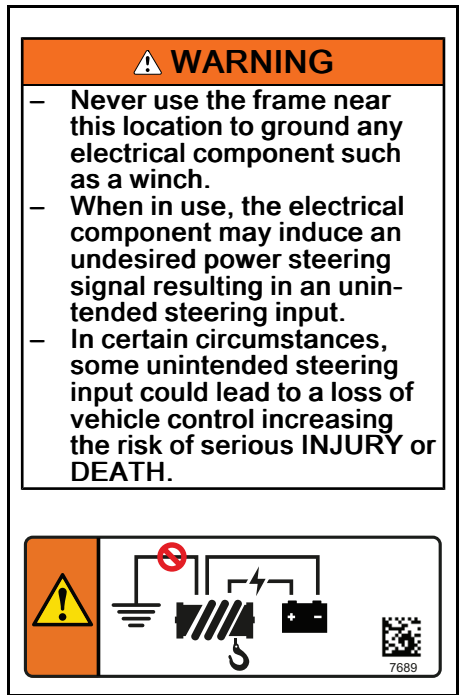 WARNING
– Never use the frame near
this location to ground any
electrical component such
as a winch.
– When in use, the electrical
component may induce an
undesired power steering
signal resulting in an unin-
tended steering input.
– In certain circumstances,
some unintended steering
input could lead to a loss of
vehicle control increasing
the risk of serious INJURY or
DEATH.
+ -
7689